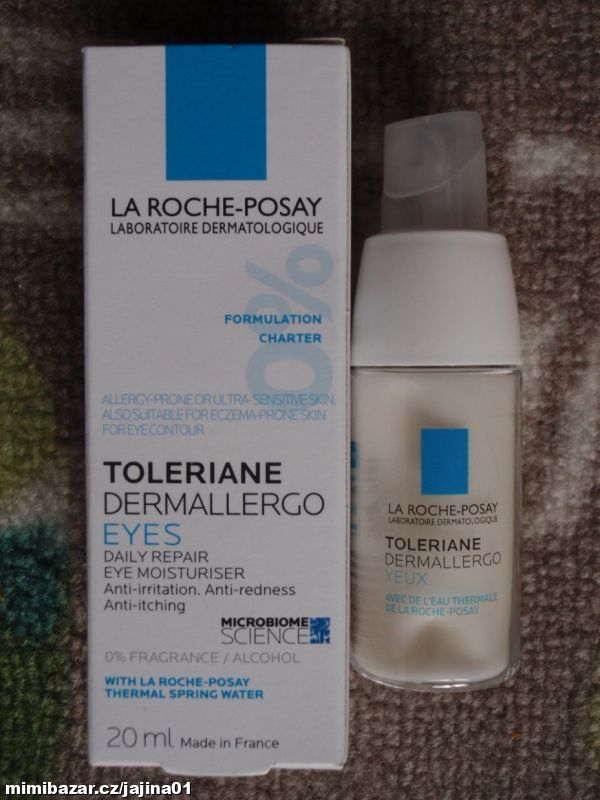 LA ROCHE-POSAY
LABORATOIRE DERMATOLOGIQUE
0%
FORMULATION
CHARTER
ALLERGY-PRONE OR ULTRA-SENSITIVE SKIN.
ALSO SUITABLE FOR ECZEMA-PRONE SKIN
FOR EYE CONTOUR
TOLERIANE
DERMALLERGO
EYES
DAILY REPAIR
EYE MOISTURISER
Anti-irritation. Anti-redness
Anti-itching
MICROBIOME
SCIENCE
0% FRAGRANCE / ALCOHOL
WITH LA ROCHE-POSAY
THERMAL SPRING WATER
20 ml Made in France
LA ROCHE-POSAY
LABORATOIRE DERMATOLOGIQUE
TOLERIANE
DERMALLERGO
YEUX
AVEC DE L'EAU THERMALE
DE LA ROCHE-POSAY
mimibazar.cz/jajina01